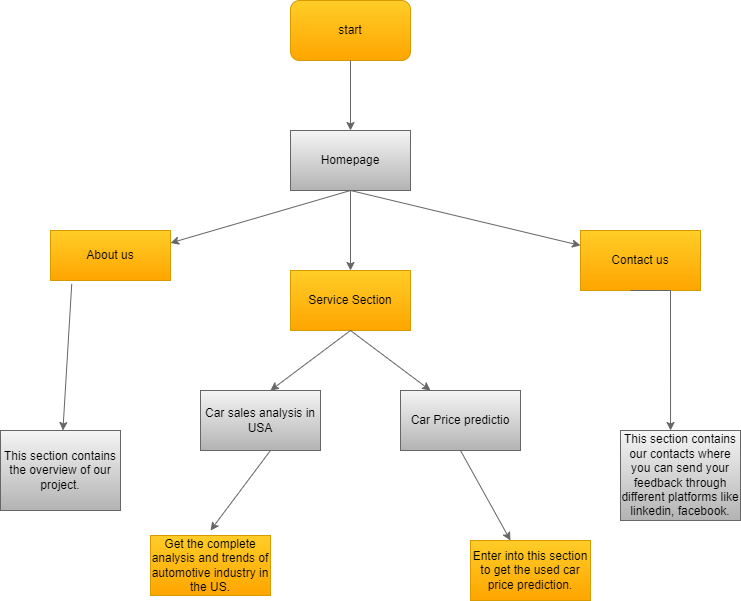 start
Homepage
About us
Service Section
Contact us
Car sales analysis in
USA
Car Price predictio
This section contains
the overview of our
project.
This section contains
our contacts where
you can send your
feedback through
different platforms like
linkedin, facebook.
Get the complete
analysis and trends of
automotive industry in
the US.
Enter into this section
to get the used car
price prediction.